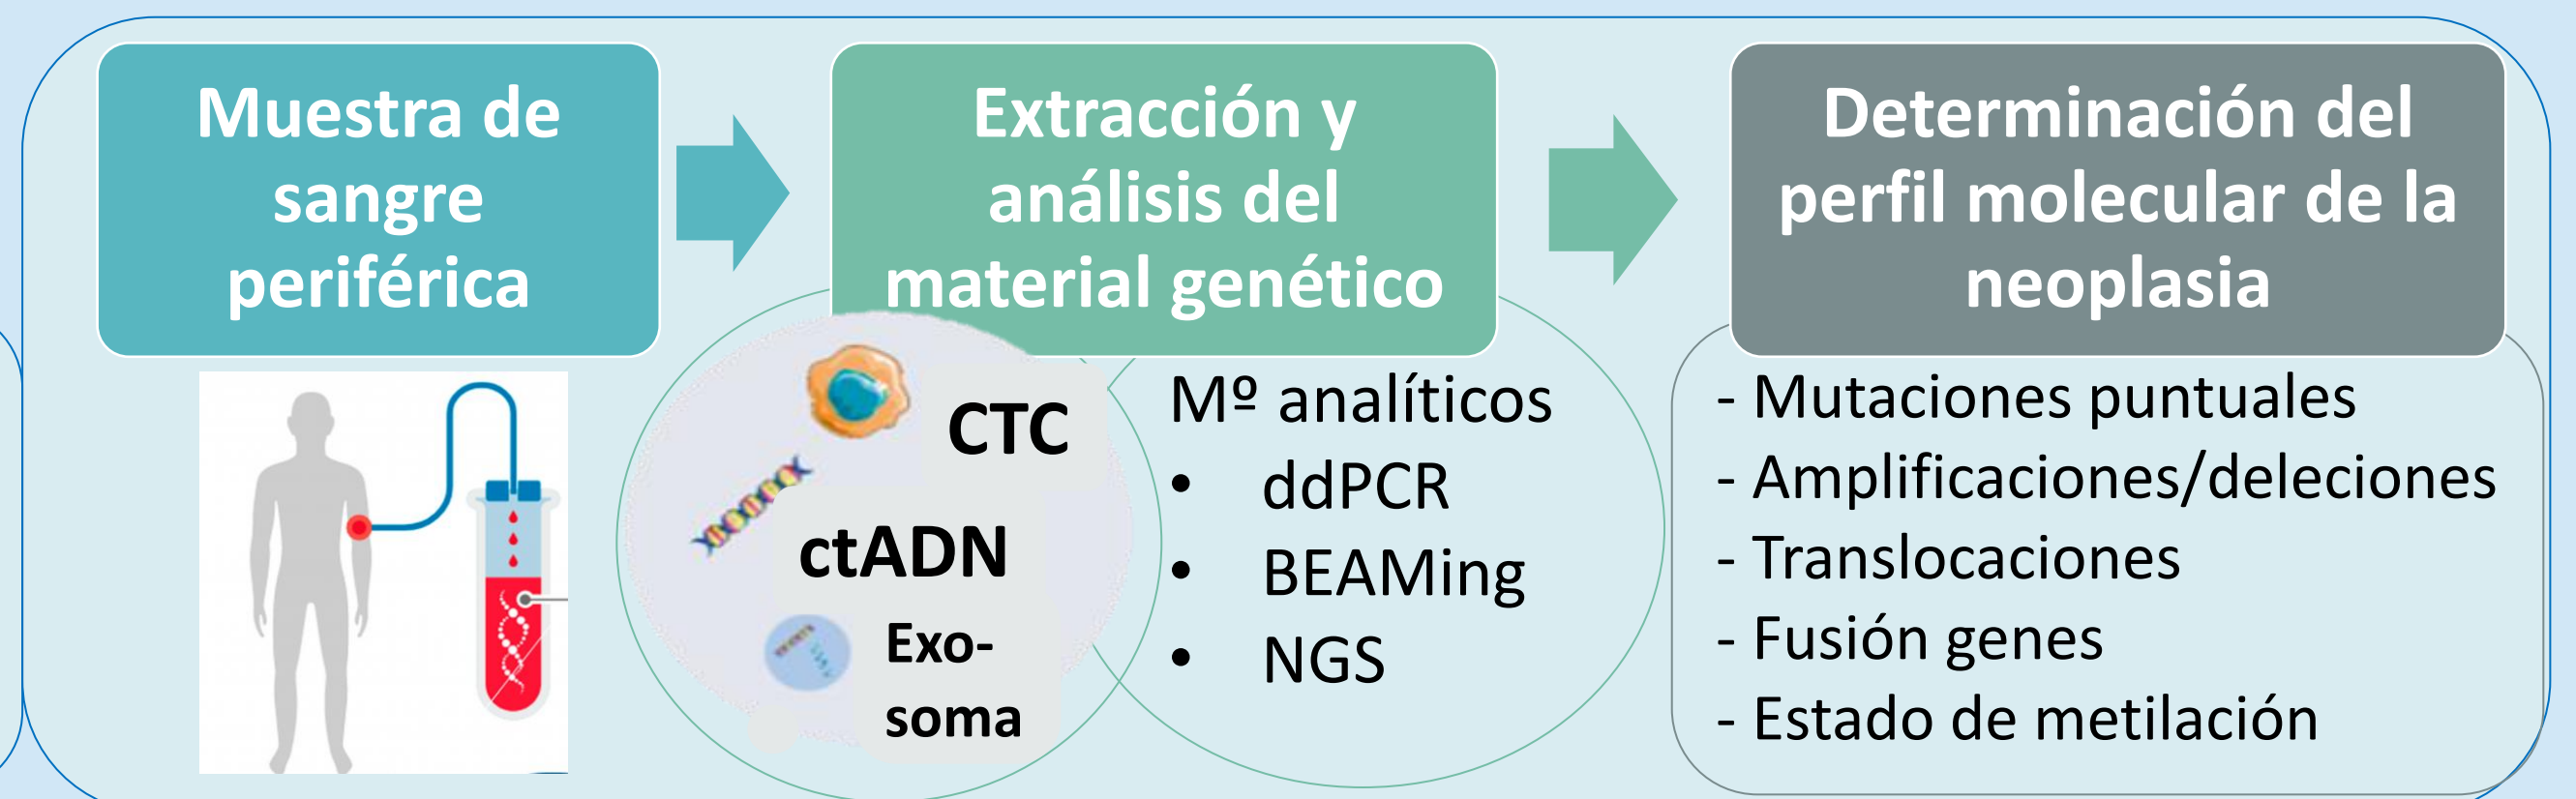 Muestra de
sangre
periférica
Extracción y
análisis del
material genético
Determinación del
perfil molecular de la
neoplasia
CTC
ctADN
Exo-
soma
Mº analíticos
• ddPCR
• BEAMing
• NGS
- Mutaciones puntuales
- Amplificaciones/deleciones
- Translocaciones
- Fusión genes
- Estado de metilación